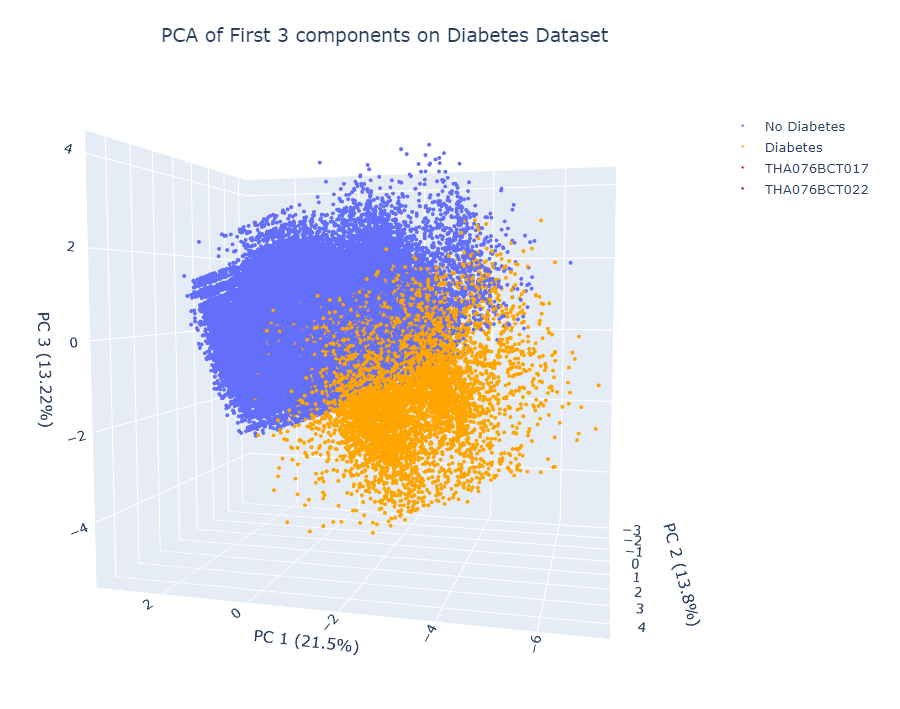 PCA of First 3 components on Diabetes Dataset
No Diabetes
Diabetes
THA076BCT017
THA076BCT022
4
2
0
−2
−4
PC 3 (13.22%)
2
0
−2
−4
−6
PC 1 (21.5%)
−3
−2
−1
0
1
2
3
4
PC 2 (13.8%)